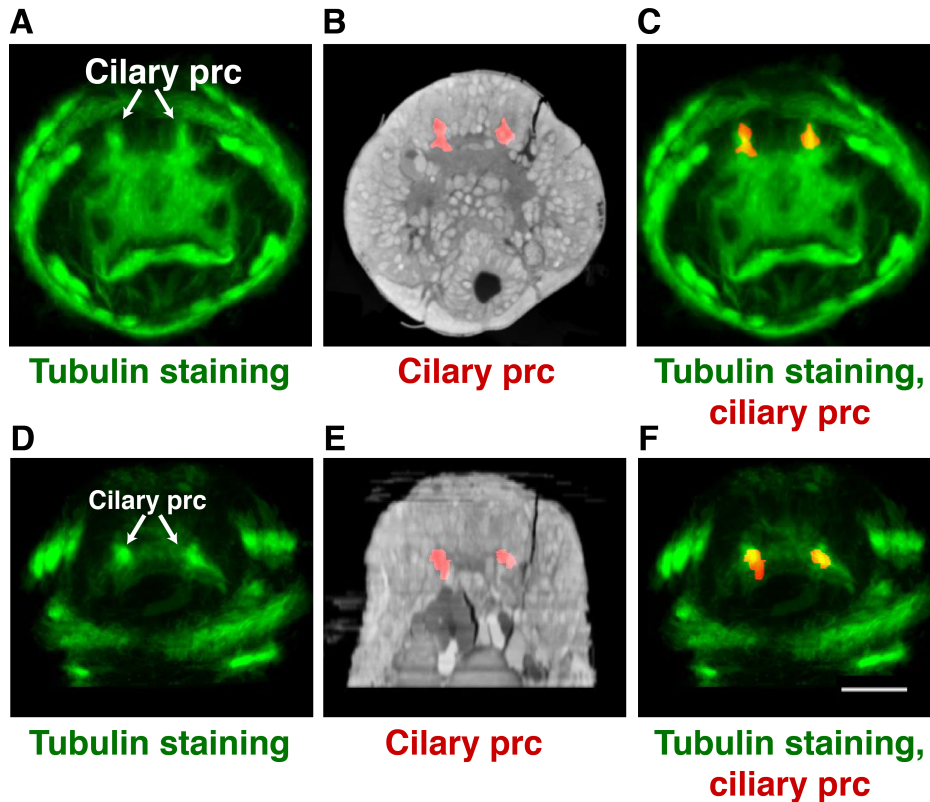 A
B
C
Cilary prc
Tubulin staining
Cilary prc
Tubulin staining,
ciliary prc
D
E
F
Cilary prc
Tubulin staining
Cilary prc
Tubulin staining,
ciliary prc